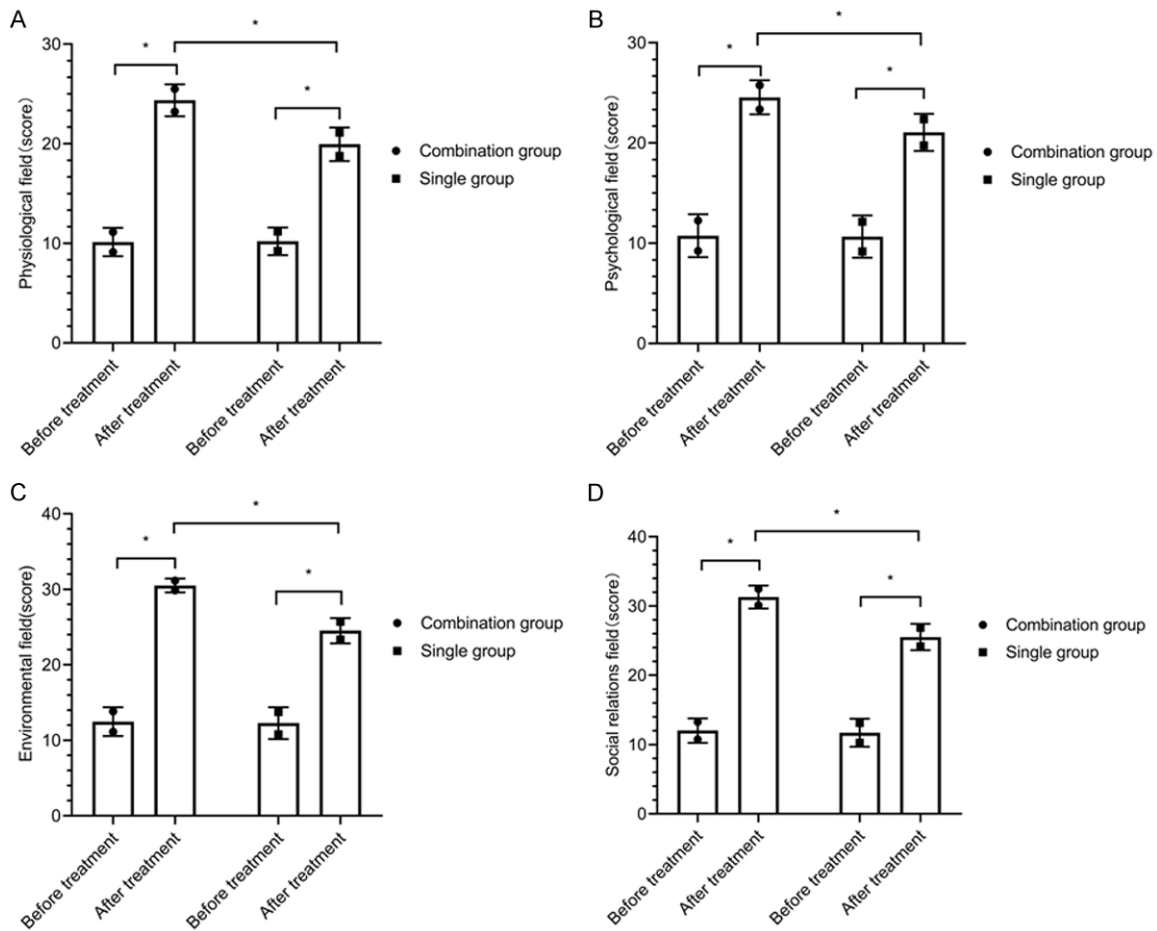 A
*
*
*
30
20
10
0
Physiological field(score)
Combination group
Single group
Before treatment
After treatment
Before treatment
After treatment
B
*
*
*
30
20
10
0
Psychological field(score)
Combination group
Single group
Before treatment
After treatment
Before treatment
After treatment
C
*
*
*
40
30
20
10
0
Environmental field(score)
Combination group
Single group
Before treatment
After treatment
Before treatment
After treatment
D
*
*
*
40
30
20
10
0
Social relations field(score)
Combination group
Single group
Before treatment
After treatment
Before treatment
After treatment